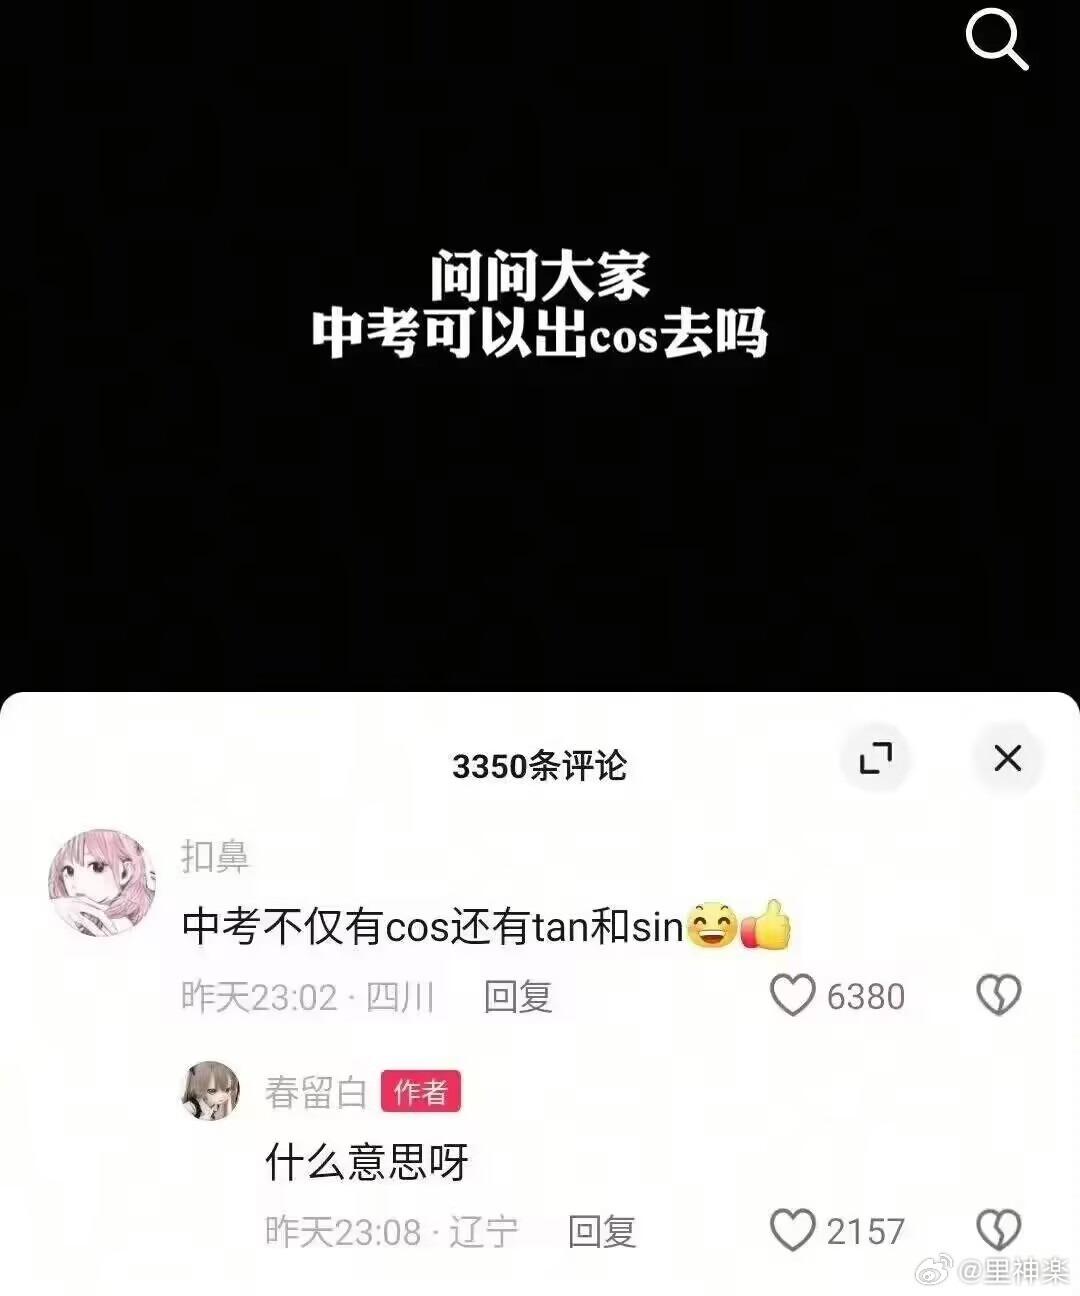 问问大家
中考可以出cos去吗
3350条评论
扣鼻
中考不仅有cos还有tan和sin😄👍
昨天23:02 · 四川 回复 6380
春留白 作者
什么意思呀
昨天23:08 · 辽宁 回复 2157
@里神楽